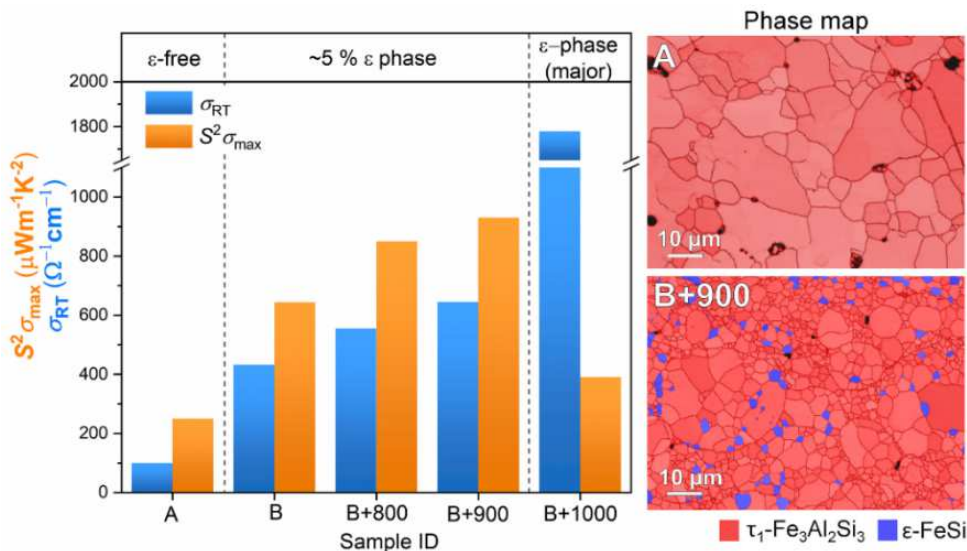 ε-free
~5 % ε phase
ε–phase
(major)
2000
1800
1000
800
600
400
200
0
σRT
S²σmax
S²σmax (μWm⁻¹K⁻²)
σRT (Ω⁻¹cm⁻¹)
A
B
B+800
B+900
B+1000
Sample ID
Phase map
A
10 μm
B+900
10 μm
τ₁-Fe₃Al₂Si₃
ε-FeSi